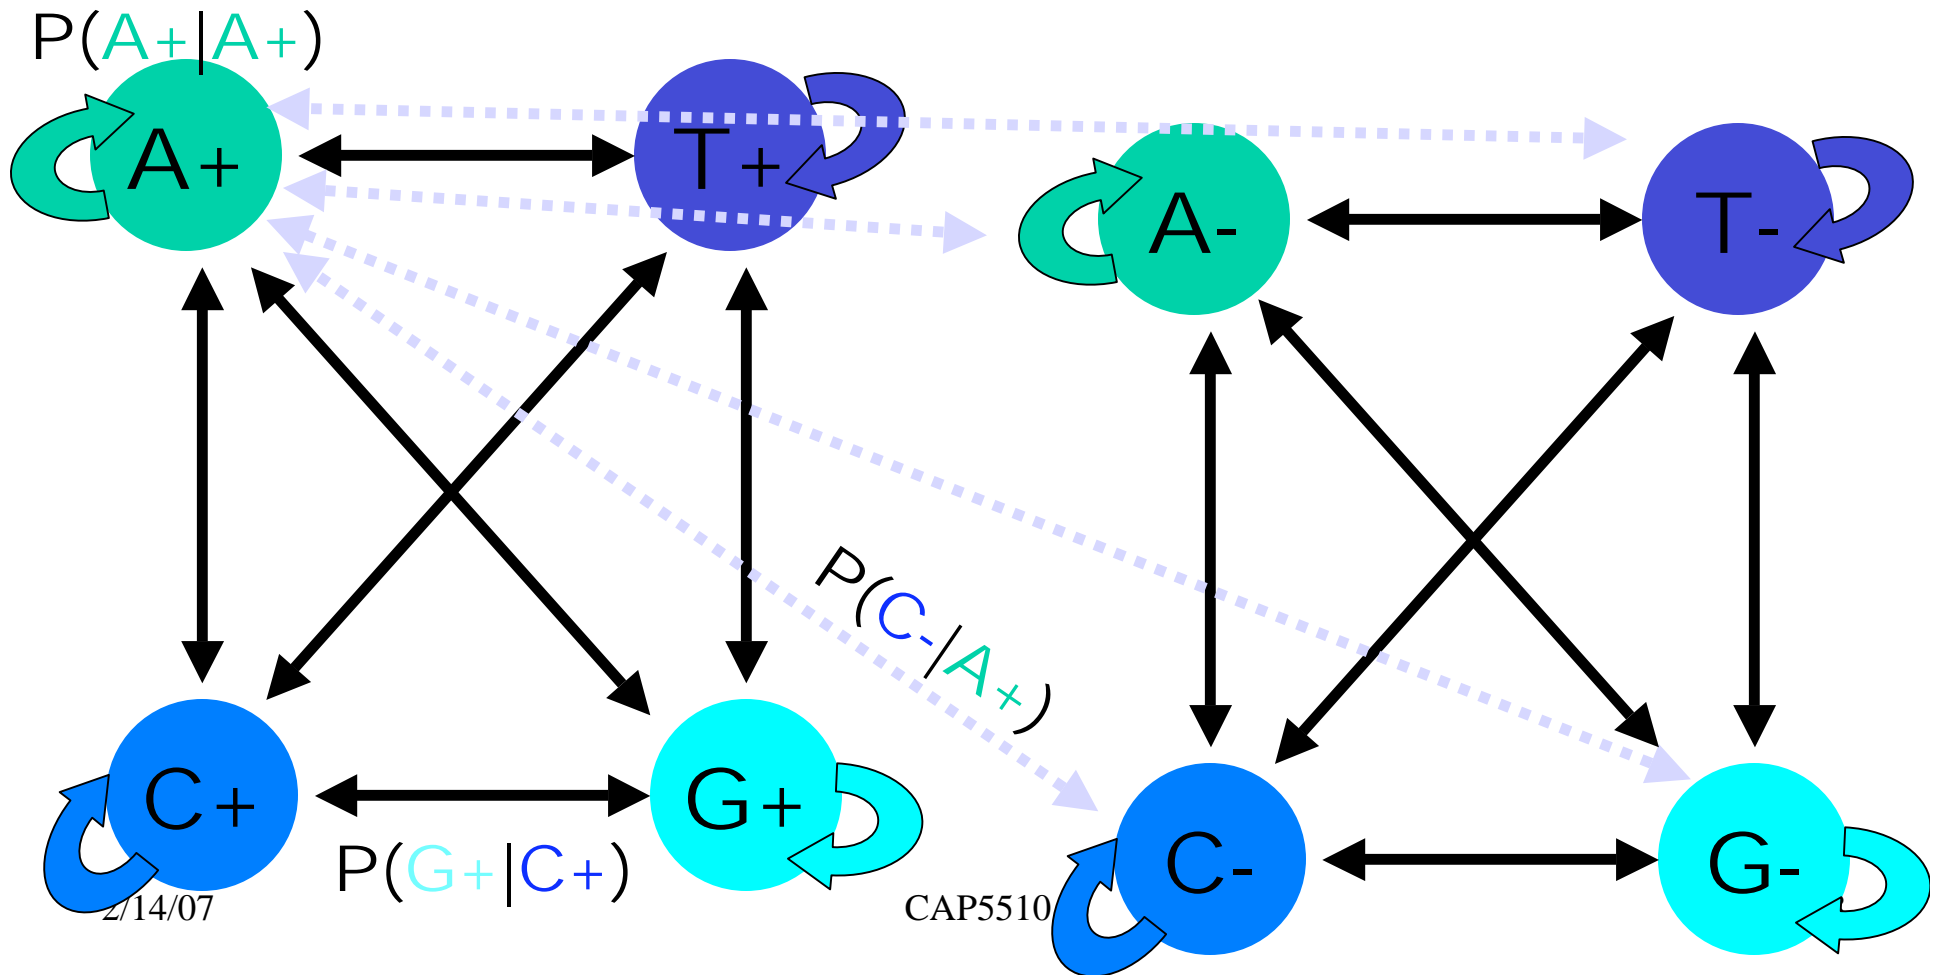 P(A+|A+)
A+
T+
A-
T-
P(C-|A+)
C+
G+
C-
G-
P(G+|C+)
2/14/07
CAP5510